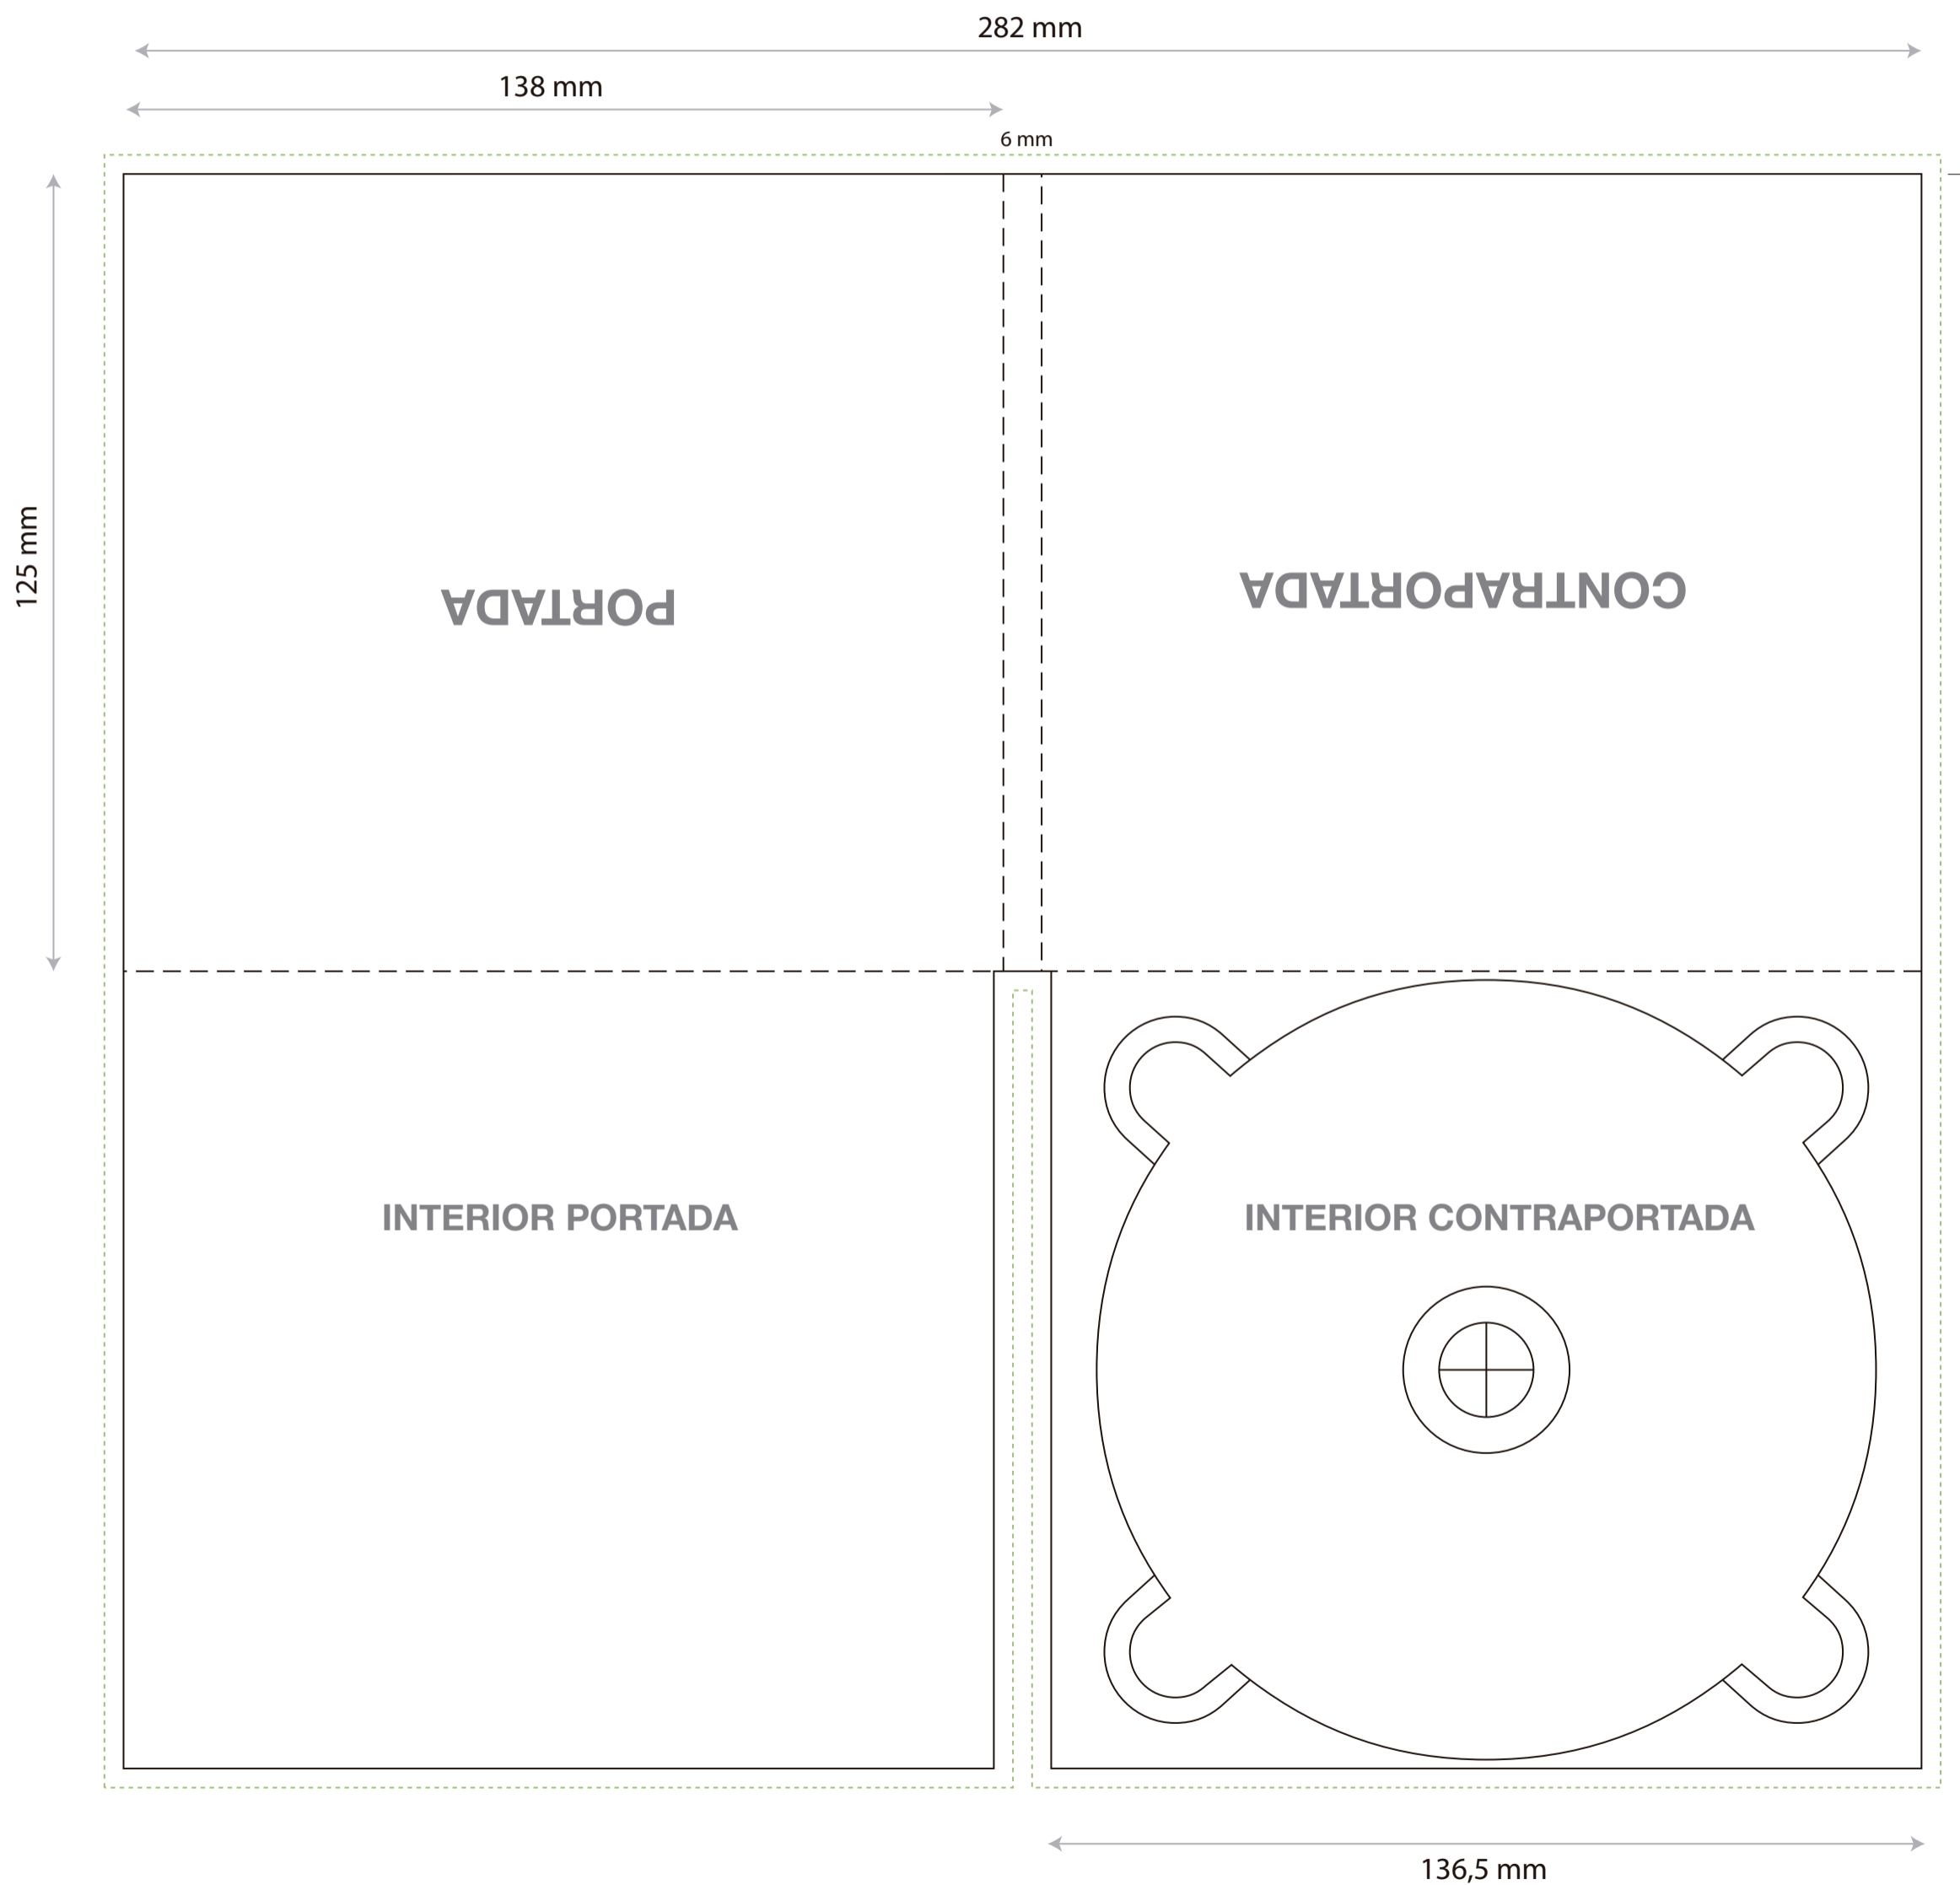 282 mm
138 mm
6 mm
125 mm
PORTADA
CONTRAPORTADA
INTERIOR PORTADA
INTERIOR CONTRAPORTADA
136,5 mm